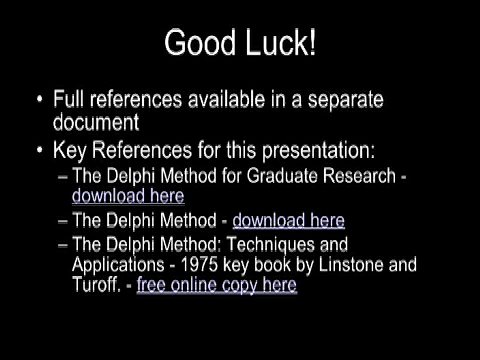 Good Luck!
• Full references available in a separate
document
• Key References for this presentation:
– The Delphi Method for Graduate Research -
download here
– The Delphi Method - download here
– The Delphi Method: Techniques and
Applications - 1975 key book by Linstone and
Turoff. - free online copy here